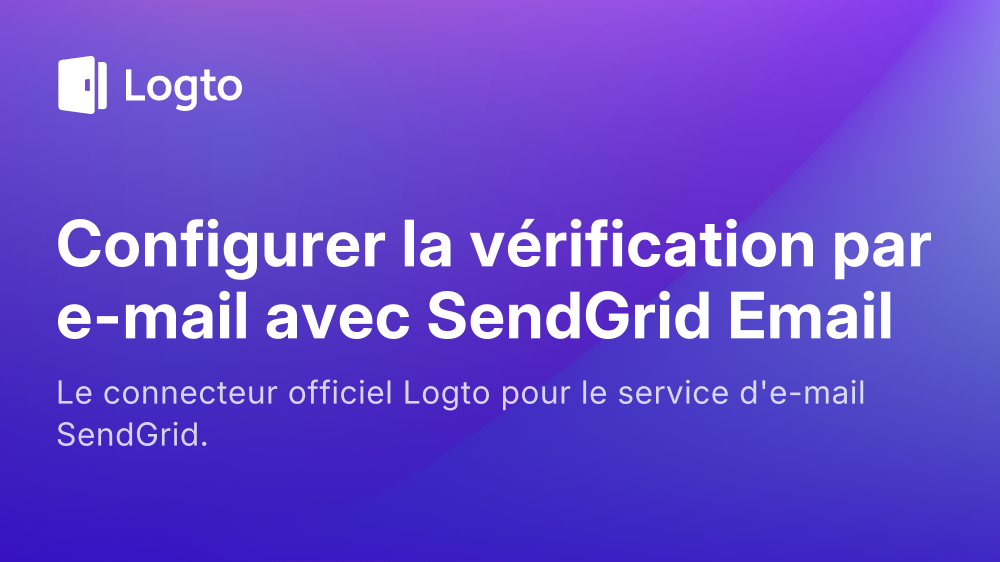 Logto
Configurer la vérification par
e-mail avec SendGrid Email
Le connecteur officiel Logto pour le service d'e-mail
SendGrid.